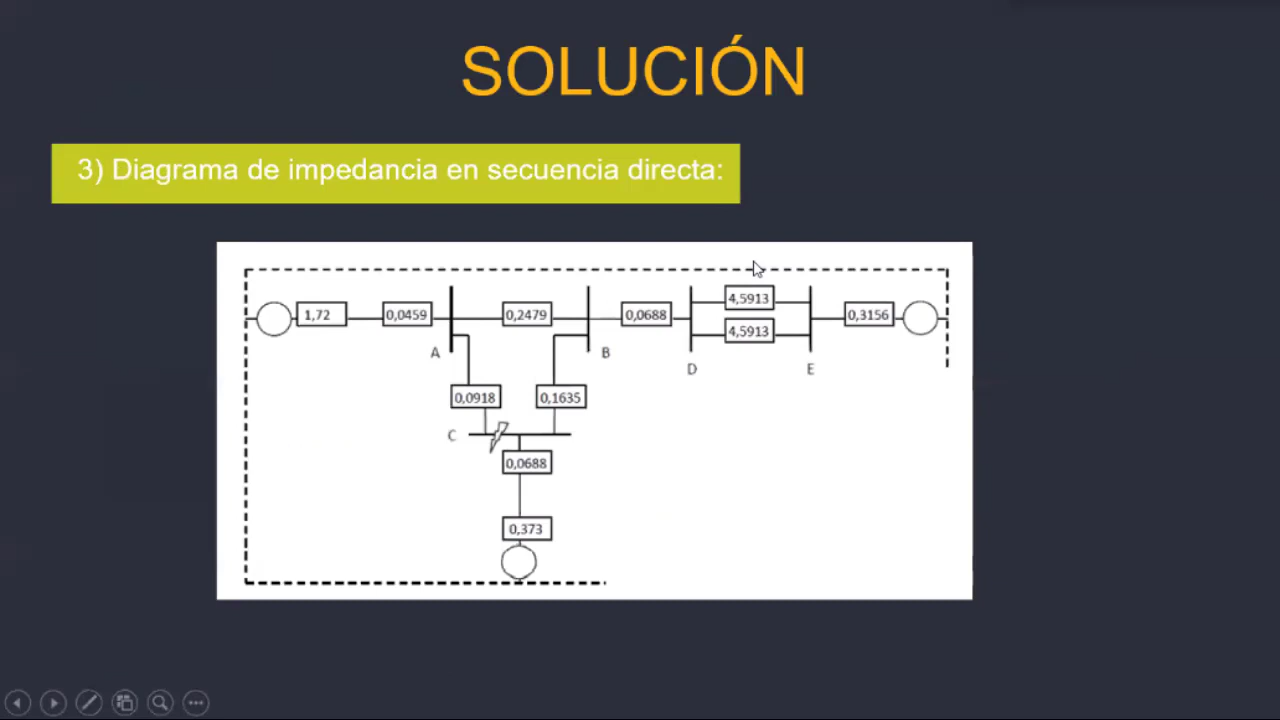 SOLUCIÓN
3) Diagrama de impedancia en secuencia directa:
4,5913
1,72 0,0459 0,2479 0,0688 0,3156
4,5913
A B
D E
0,0918 0,1635
C
0,0688
0,373